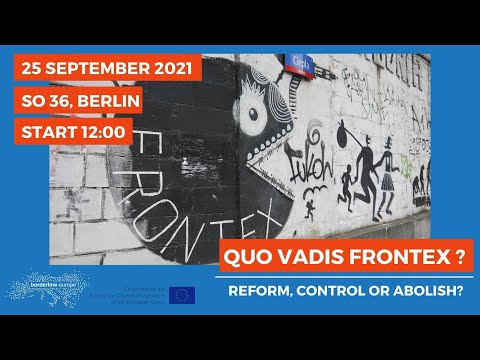 25 SEPTEMBER 2021
SO 36, BERLIN
START 12:00
Ciepła
FRONTEX
QUO VADIS FRONTEX ?
REFORM, CONTROL OR ABOLISH?
borderline-europe